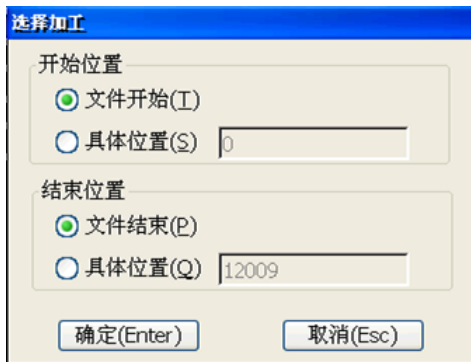 选择加工
开始位置
文件开始(T)
具体位置(S) 0
结束位置
文件结束(P)
具体位置(Q) 12009
确定(Enter) 取消(Esc)